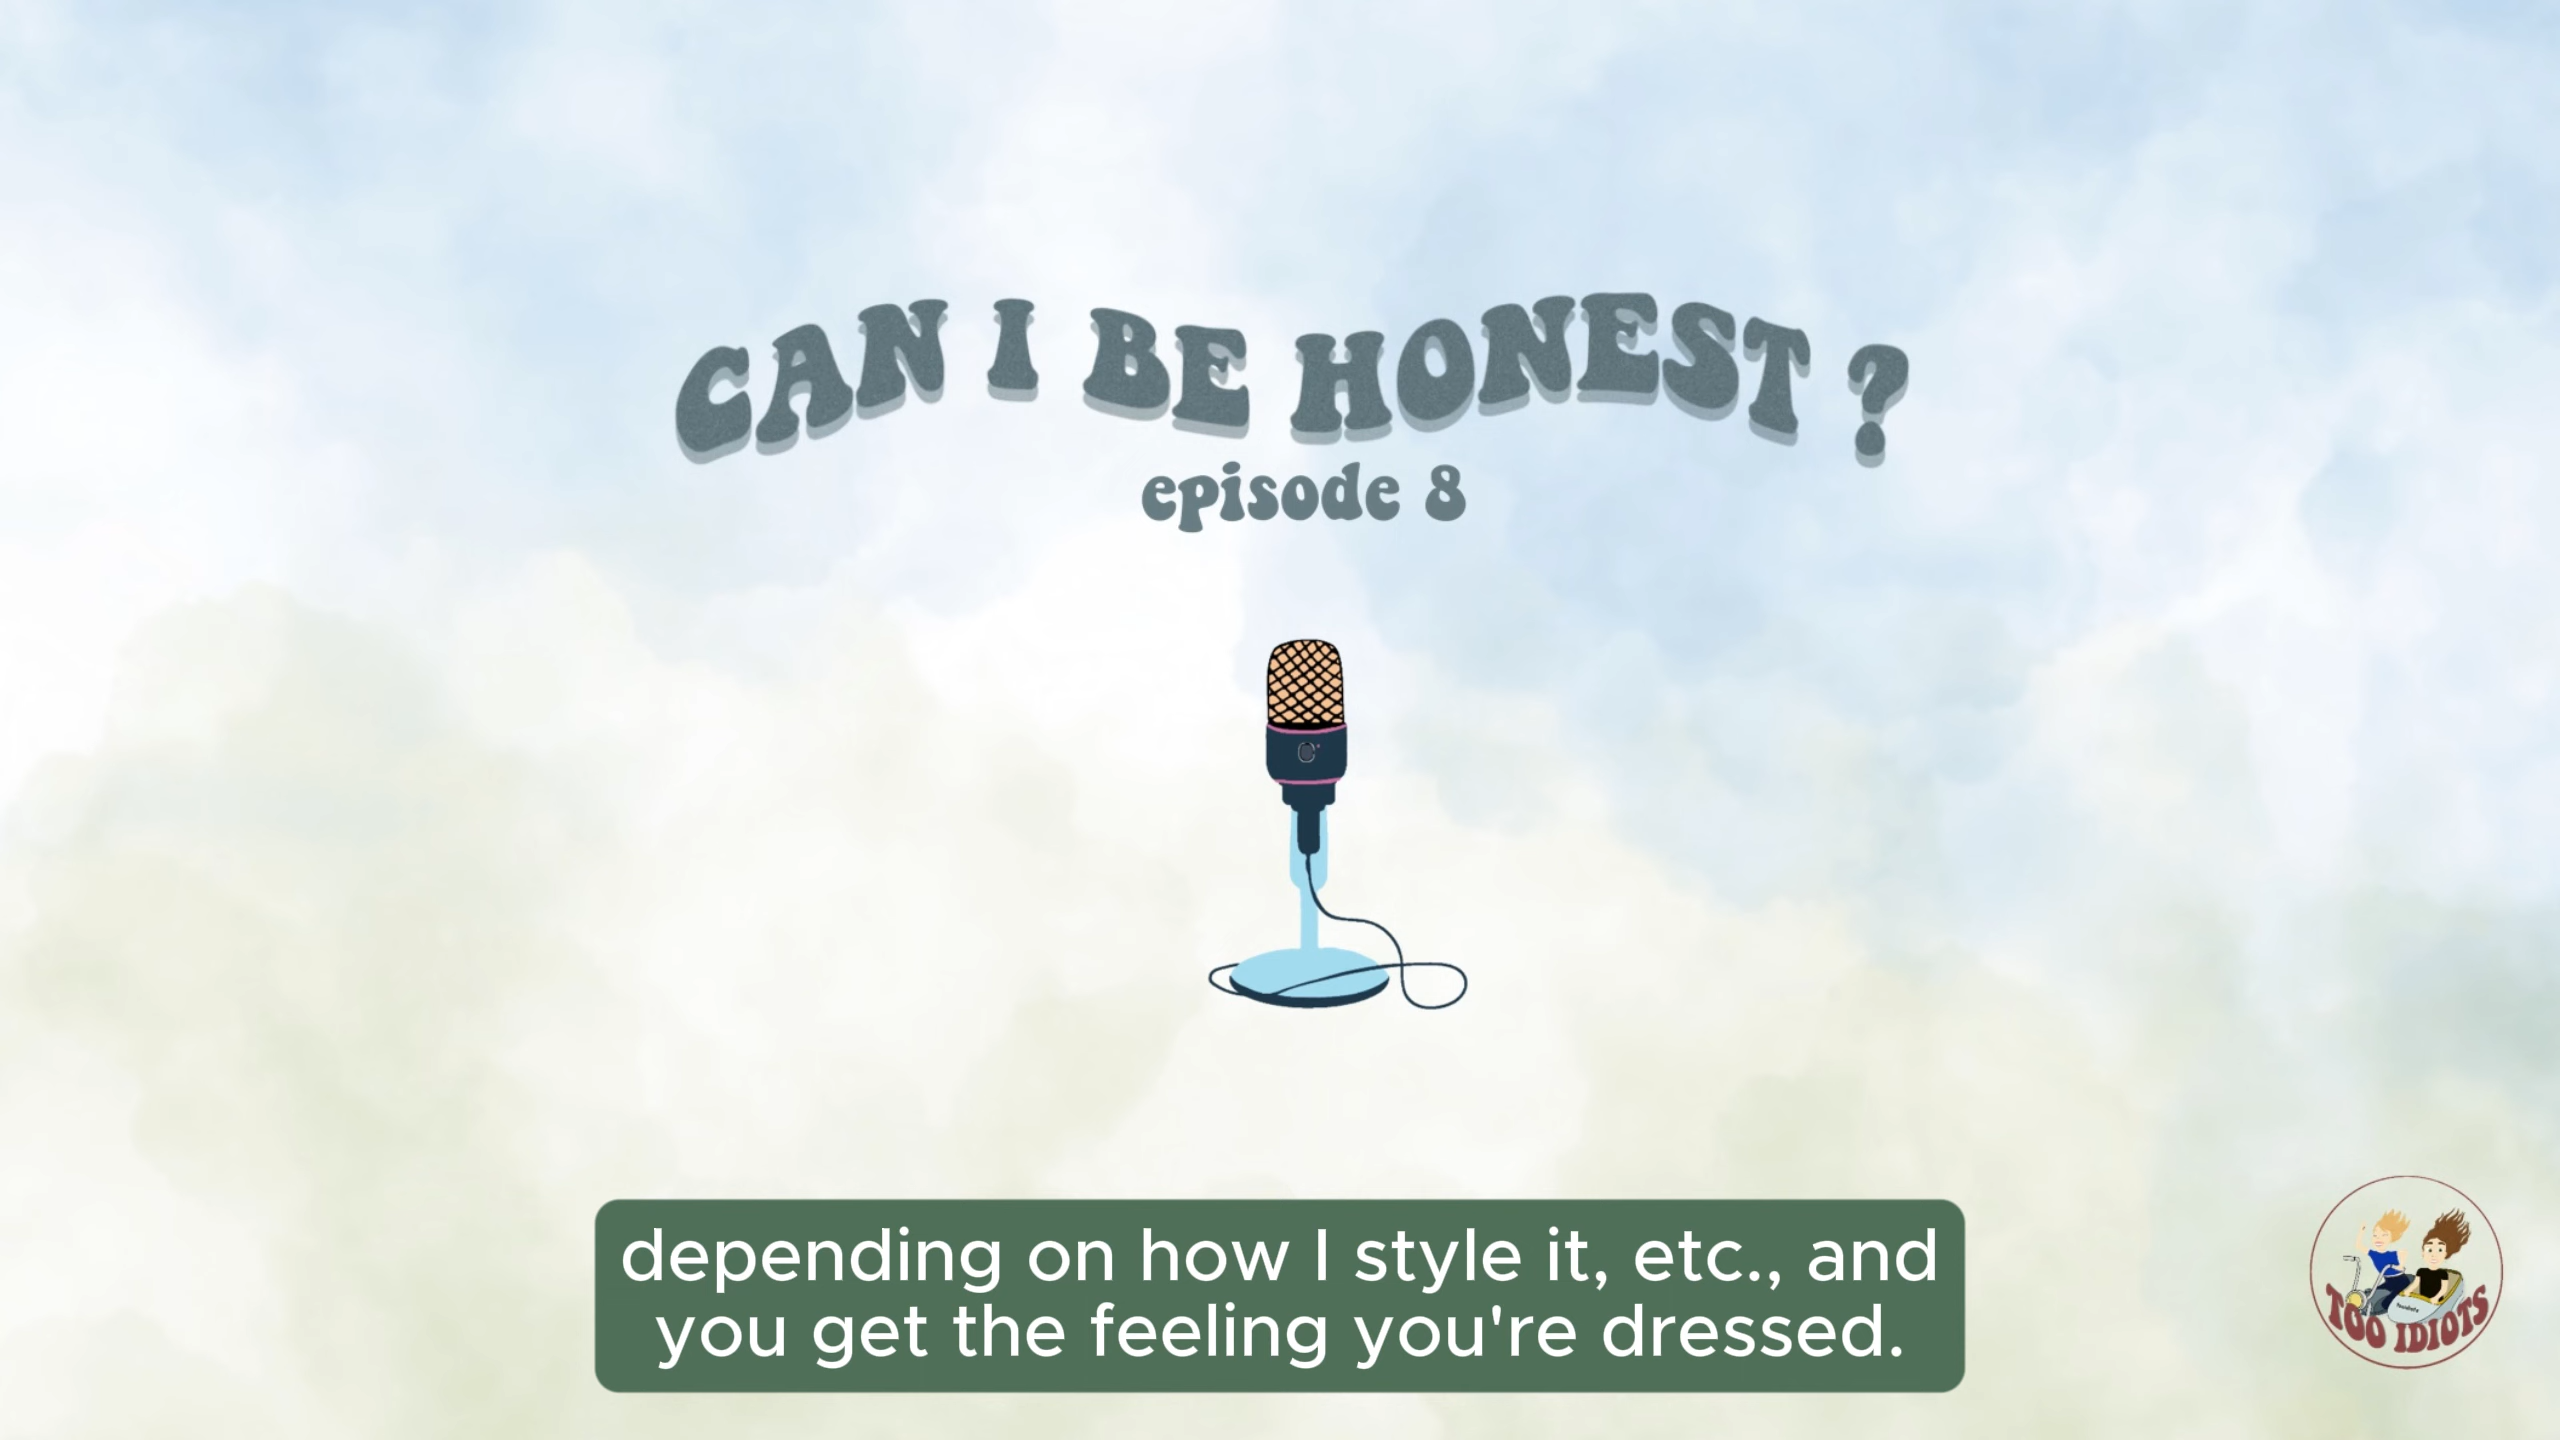 CAN I BE HONEST ?
episode 8
depending on how I style it, etc., and
you get the feeling you're dressed.
TOO IDIOTS